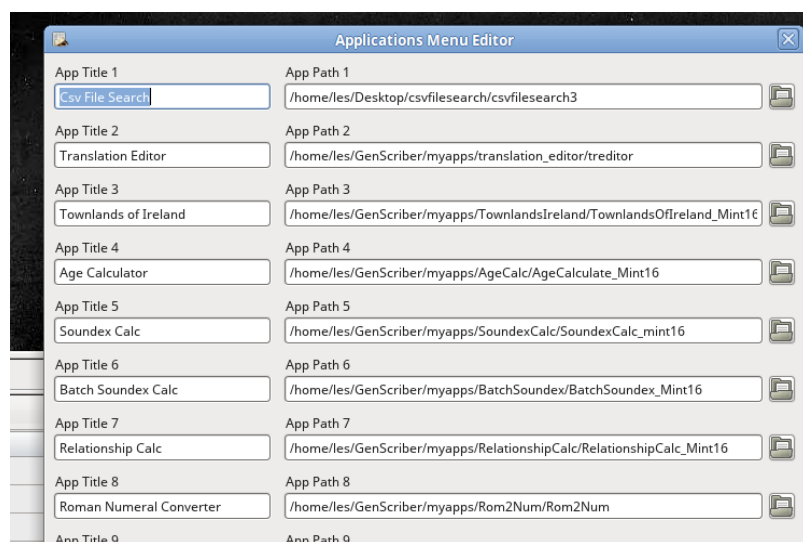 Applications Menu Editor
App Title 1 App Path 1
Csv File Search /home/les/Desktop/csvfilesearch/csvfilesearch3
App Title 2 App Path 2
Translation Editor /home/les/GenScriber/myapps/translation_editor/treditor
App Title 3 App Path 3
Townlands of Ireland /home/les/GenScriber/myapps/TownlandsIreland/TownlandsOfIreland_Mint16
App Title 4 App Path 4
Age Calculator /home/les/GenScriber/myapps/AgeCalc/AgeCalculate_Mint16
App Title 5 App Path 5
Soundex Calc /home/les/GenScriber/myapps/SoundexCalc/SoundexCalc_mint16
App Title 6 App Path 6
Batch Soundex Calc /home/les/GenScriber/myapps/BatchSoundex/BatchSoundex_Mint16
App Title 7 App Path 7
Relationship Calc /home/les/GenScriber/myapps/RelationshipCalc/RelationshipCalc_Mint16
App Title 8 App Path 8
Roman Numeral Converter /home/les/GenScriber/myapps/Rom2Num/Rom2Num
App Title 9 App Path 9